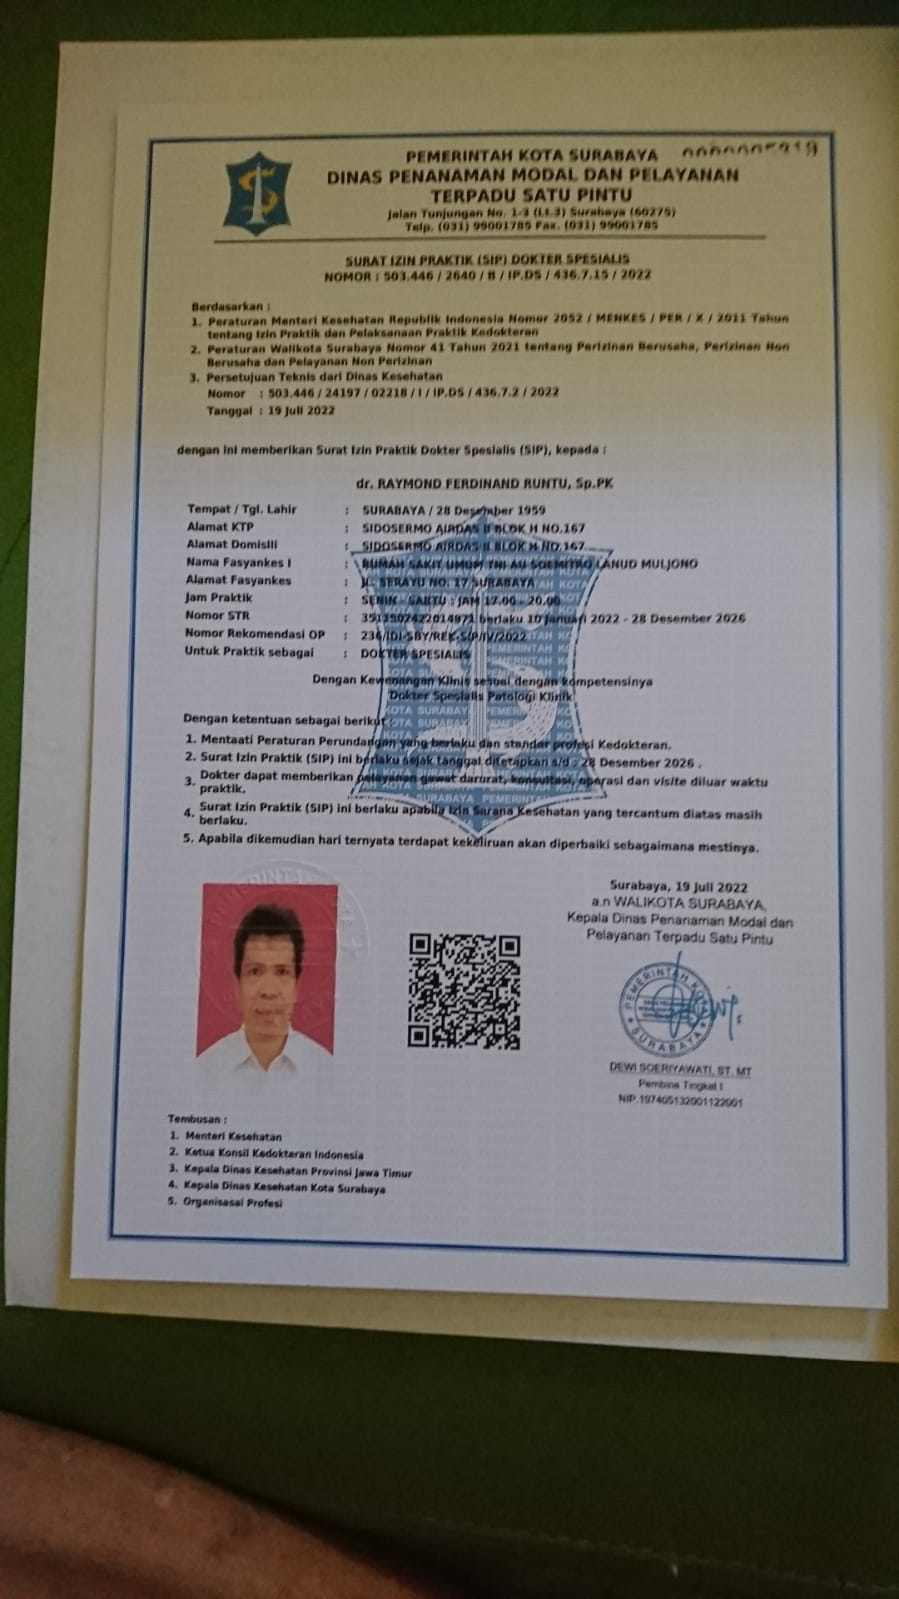 PEMERINTAH KOTA SURABAYA
DINAS PENANAMAN MODAL DAN PELAYANAN
TERPADU SATU PINTU
Jalan Tunjungan No. 1-3 (Lt.3) Surabaya (60275)
Telp. (031) 99001785 Fax. (031) 99001785
SURAT IZIN PRAKTIK (SIP) DOKTER SPESIALIS
NOMOR : 503.446 / 2640 / B / IP.DS / 436.7.15 / 2022
Berdasarkan :
1. Peraturan Menteri Kesehatan Republik Indonesia Nomor 2052 / MENKES / PER / X / 2011 Tahun
tentang Izin Praktik dan Pelaksanaan Praktik Kedokteran
2. Peraturan Walikota Surabaya Nomor 41 Tahun 2021 tentang Perizinan Berusaha, Perizinan Non
Berusaha dan Pelayanan Non Perizinan
3. Persetujuan Teknis dari Dinas Kesehatan
Nomor : 503.446 / 24197 / 02218 / I / IP.DS / 436.7.2 / 2022
Tanggal : 19 Juli 2022
dengan ini memberikan Surat Izin Praktik Dokter Spesialis (SIP), kepada :
dr. RAYMOND FERDINAND RUNTU, Sp.PK
Tempat / Tgl. Lahir : SURABAYA / 28 Desember 1959
Alamat KTP : SIDOSERMO AIRDAS II BLOK H NO.167
Alamat Domisili : SIDOSERMO AIRDAS II BLOK H NO.167
Nama Fasyankes I : RUMAH SAKIT UMUM TNI AU SOEMITRO LANUD MULJONO
Alamat Fasyankes : JL. SERAYU NO. 17 SURABAYA
Jam Praktik : SENIN - SABTU : JAM 17.00 - 20.00
Nomor STR : berlaku 10 Januari 2022 - 28 Desember 2026
Nomor Rekomendasi OP : 236/IDI-SBY/REK-SIP/IV/2022
Untuk Praktik sebagai : DOKTER SPESIALIS
Dengan Kewenangan Klinis sesuai dengan kompetensinya
Dokter Spesialis Patologi Klinik
Dengan ketentuan sebagai berikut
1. Mentaati Peraturan Perundangan yang berlaku dan standar profesi Kedokteran.
2. Surat Izin Praktik (SIP) ini berlaku sejak tanggal ditetapkan s/d : 28 Desember 2026 .
3. Dokter dapat memberikan pelayanan gawat darurat, konsultasi, operasi dan visite diluar waktu
praktik.
4. Surat Izin Praktik (SIP) ini berlaku apabila Izin Sarana Kesehatan yang tercantum diatas masih
berlaku.
5. Apabila dikemudian hari ternyata terdapat kekeliruan akan diperbaiki sebagaimana mestinya.
Surabaya, 19 Juli 2022
a.n WALIKOTA SURABAYA,
Kepala Dinas Penanaman Modal dan
Pelayanan Terpadu Satu Pintu
PEMERINTAH KOTA
SURABAYA
DEWI SOERIYAWATI, ST. MT
Pembina Tingkat I
NIP.197405132001122001
Tembusan :
1. Menteri Kesehatan
2. Ketua Konsil Kedokteran Indonesia
3. Kepala Dinas Kesehatan Provinsi Jawa Timur
4. Kepala Dinas Kesehatan Kota Surabaya
5. Organisasai Profesi